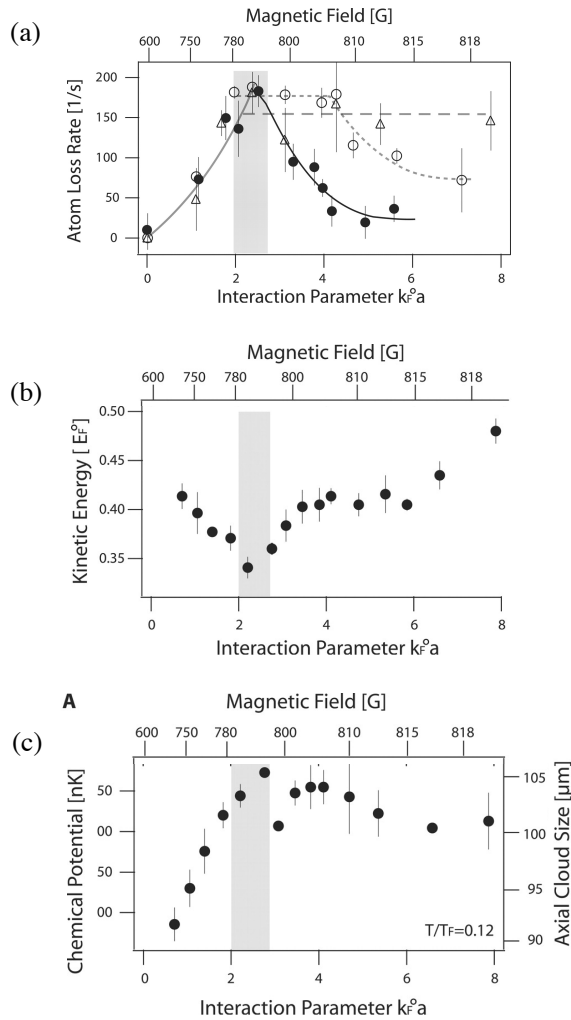 (a)
Magnetic Field [G]
600 750 780 800 810 815 818
200
150
100
50
0
Atom Loss Rate [1/s]
0 2 4 6 8
Interaction Parameter kF°a
(b)
Magnetic Field [G]
600 750 780 800 810 815 818
0.50
0.45
0.40
0.35
Kinetic Energy [ EF°]
0 2 4 6 8
Interaction Parameter kF°a
A
(c)
Magnetic Field [G]
600 750 780 800 810 815 818
50
00
00
Chemical Potential [nK]
105
100
95
90
Axial Cloud Size [μm]
T/TF=0.12
0 2 4 6 8
Interaction Parameter kF°a